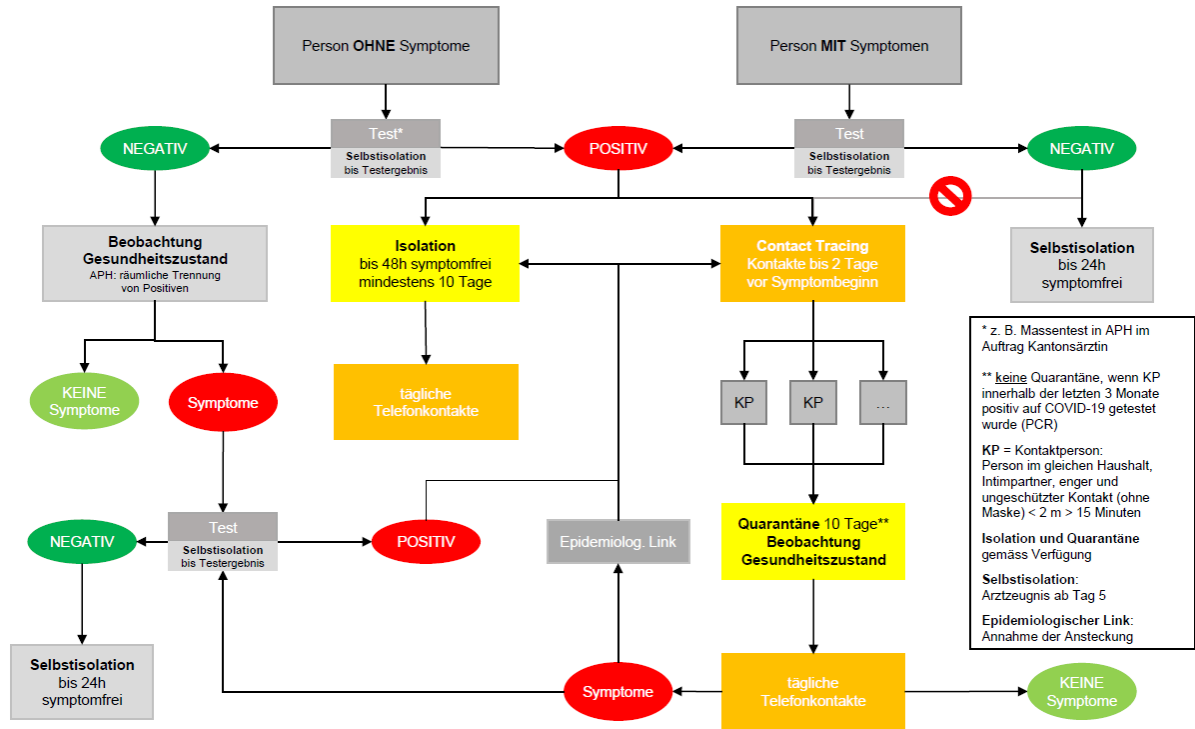 Person OHNE Symptome
Person MIT Symptomen
NEGATIV
Test*
Selbstisolation
bis Testergebnis
POSITIV
Test
Selbstisolation
bis Testergebnis
NEGATIV
Beobachtung
Gesundheitszustand
APH: räumliche Trennung
von Positiven
Isolation
bis 48h symptomfrei
mindestens 10 Tage
Contact Tracing
Kontakte bis 2 Tage
vor Symptombeginn
Selbstisolation
bis 24h
symptomfrei
KEINE
Symptome
Symptome
tägliche
Telefonkontakte
KP
KP
...
* z. B. Massentest in APH im
Auftrag Kantonsärztin
** keine Quarantäne, wenn KP
innerhalb der letzten 3 Monate
positiv auf COVID-19 getestet
wurde (PCR)
KP = Kontaktperson:
Person im gleichen Haushalt,
Intimpartner, enger und
ungeschützter Kontakt (ohne
Maske) < 2 m > 15 Minuten
Isolation und Quarantäne
gemäss Verfügung
Selbstisolation:
Arztzeugnis ab Tag 5
Epidemiologischer Link:
Annahme der Ansteckung
NEGATIV
Test
Selbstisolation
bis Testergebnis
POSITIV
Epidemiolog. Link
Quarantäne 10 Tage**
Beobachtung
Gesundheitszustand
Selbstisolation
bis 24h
symptomfrei
Symptome
tägliche
Telefonkontakte
KEINE
Symptome